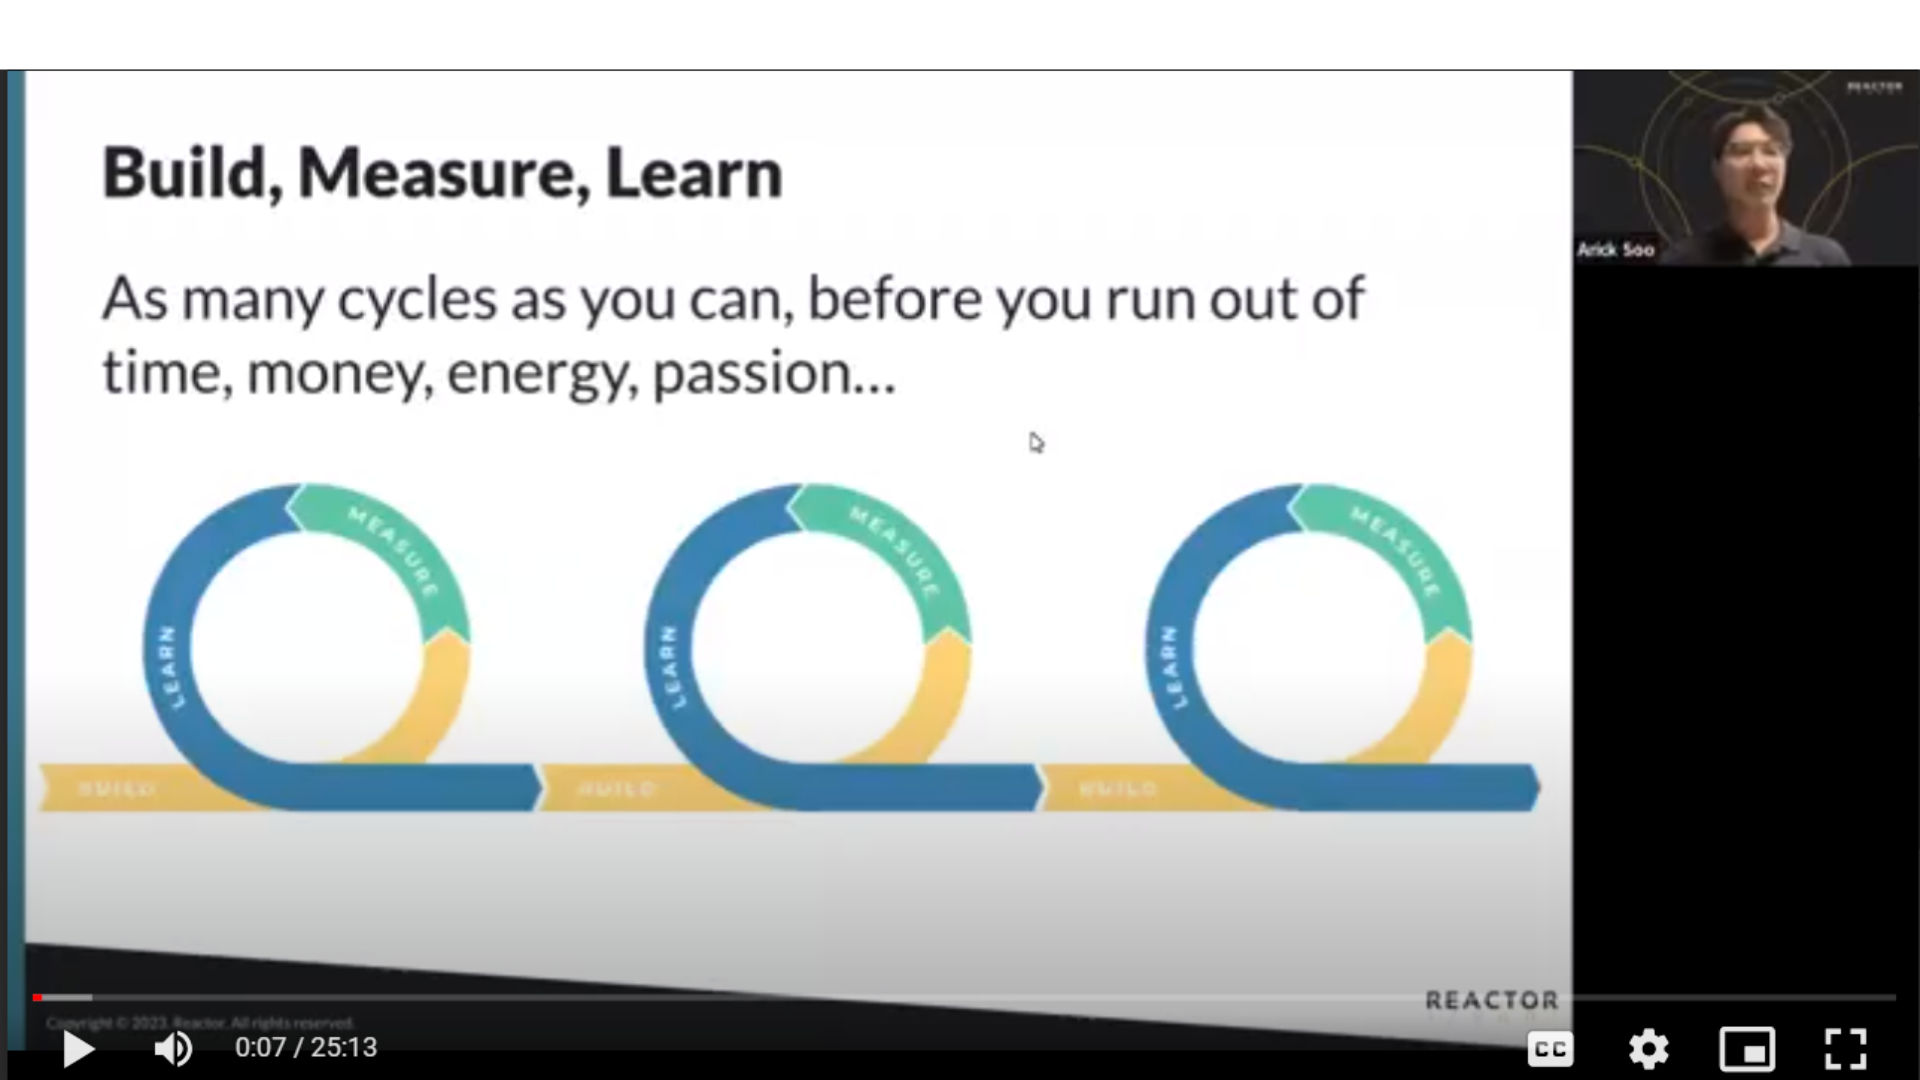 Build, Measure, Learn
As many cycles as you can, before you run out of
time, money, energy, passion...
MEASURE
MEASURE
MEASURE
LEARN
LEARN
LEARN
BUILD
BUILD
BUILD
REACTOR
Arick Soo
REACTOR
Copyright © 2023. Reactor. All rights reserved.
0:07 / 25:13
CC